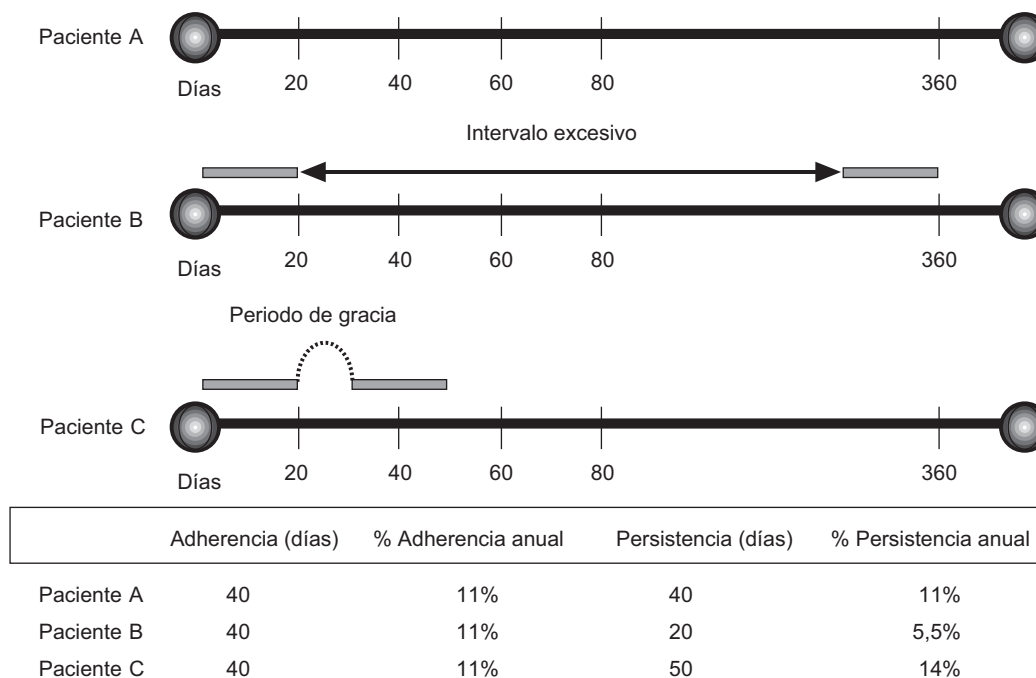 Paciente A
Días 20 40 60 80 360
Intervalo excesivo
Paciente B
Días 20 40 60 80 360
Periodo de gracia
Paciente C
Días 20 40 60 80 360
Adherencia (días) % Adherencia anual Persistencia (días) % Persistencia anual
Paciente A 40 11% 40 11%
Paciente B 40 11% 20 5,5%
Paciente C 40 11% 50 14%